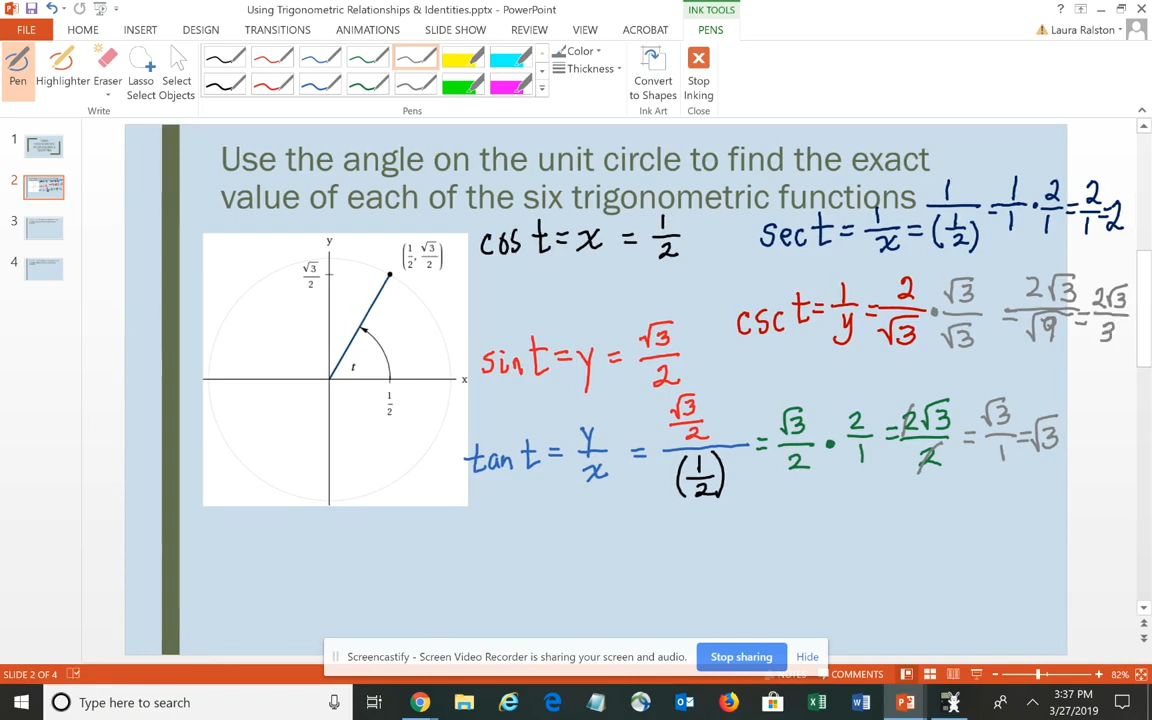 Using Trigonometric Relationships & Identities.pptx - PowerPoint
INK TOOLS
FILE HOME INSERT DESIGN TRANSITIONS ANIMATIONS SLIDE SHOW REVIEW VIEW ACROBAT PENS
Laura Ralston
Pen Highlighter Eraser Lasso Select Select Objects
Color
Thickness
Convert to Shapes
Stop Inking
Write Pens Ink Art Close
1
2
3
4
Use the angle on the unit circle to find the exact
value of each of the six trigonometric functions
cos t = x = 1/2
sec t = 1/x = 1/(1/2) = 1/1 · 2/1 = 2/1 = 2
y
(1/2, √3/2)
√3/2
t
x
1/2
csc t = 1/y = 2/√3 · √3/√3 = 2√3/√9 = 2√3/3
sin t = y = √3/2
tan t = y/x = (√3/2)/(1/2) = √3/2 · 2/1 = 2√3/2 = √3/1 = √3
Screencastify - Screen Video Recorder is sharing your screen and audio. Stop sharing Hide
SLIDE 2 OF 4 NOTES COMMENTS 82%
Type here to search
3:37 PM
3/27/2019